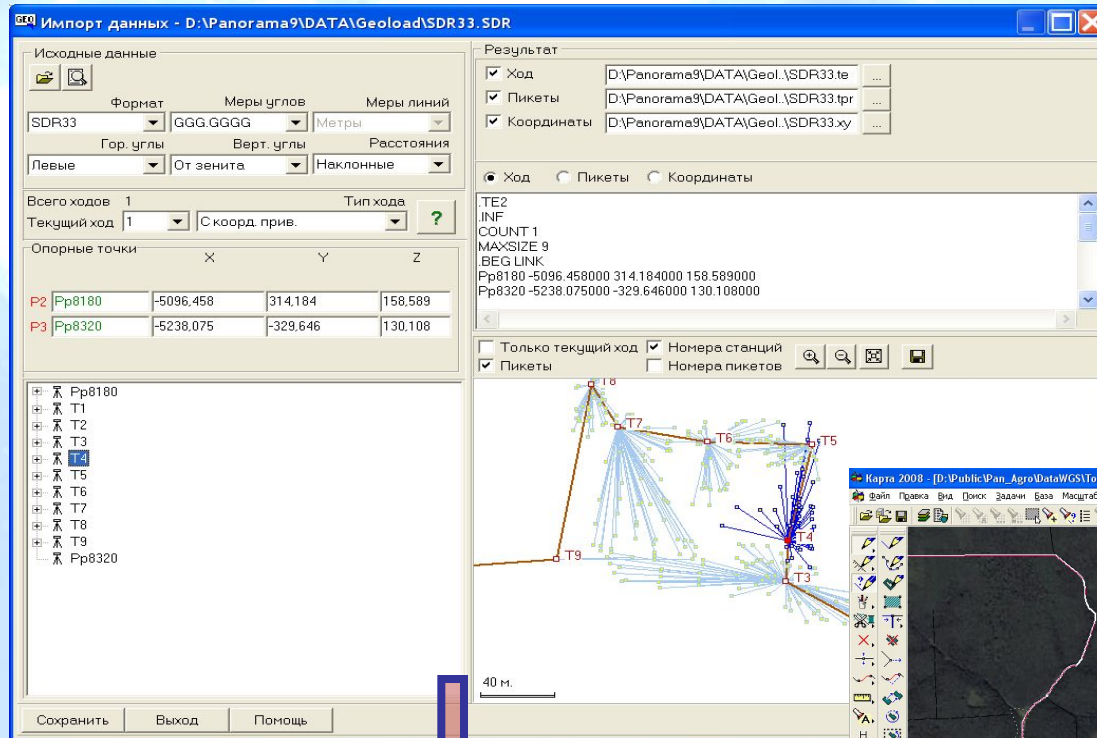 GEO Импорт данных - D:\Panorama9\DATA\Geoload\SDR33.SDR
Исходные данные
Формат Меры углов Меры линий
SDR33 GGG.GGGG Метры
Гор. углы Верт. углы Расстояния
Левые От зенита Наклонные
Всего ходов 1 Тип хода
Текущий ход 1 С коорд. прив. ?
Опорные точки
X Y Z
P2 Pp8180 -5096,458 314,184 158,589
P3 Pp8320 -5238,075 -329,646 130,108
Pp8180
T1
T2
T3
T4
T5
T6
T7
T8
T9
Pp8320
Сохранить Выход Помощь
Результат
Ход D:\Panorama9\DATA\Geol..\SDR33.te ...
Пикеты D:\Panorama9\DATA\Geol..\SDR33.tpr ...
Координаты D:\Panorama9\DATA\Geol..\SDR33.xy ...
Ход Пикеты Координаты
.TE2
.INF
COUNT 1
MAXSIZE 9
.BEG LINK
Pp8180 -5096.458000 314.184000 158.589000
Pp8320 -5238.075000 -329.646000 130.108000
Только текущий ход Номера станций
Пикеты Номера пикетов
T8
T7
T6
T5
T4
T9
T3
40 м.
Карта 2008 - [D:\Public\Pan_Agro\DataWGS\To
Файл Правка Вид Поиск Задачи База Масштаб